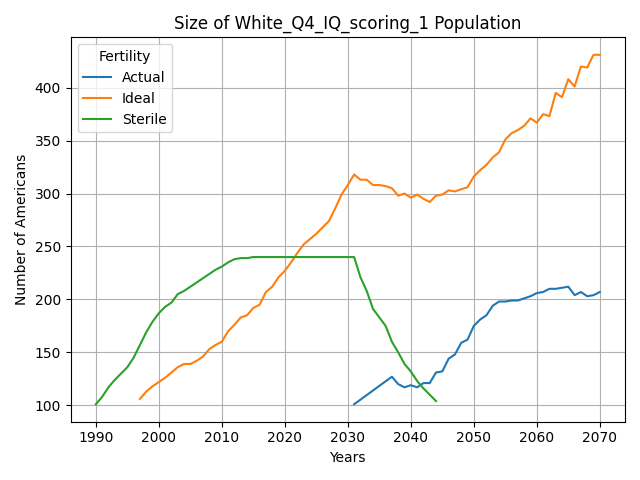 Size of White_Q4_IQ_scoring_1 Population
Fertility
Actual
Ideal
Sterile
Number of Americans
400
350
300
250
200
150
100
1990 2000 2010 2020 2030 2040 2050 2060 2070
Years